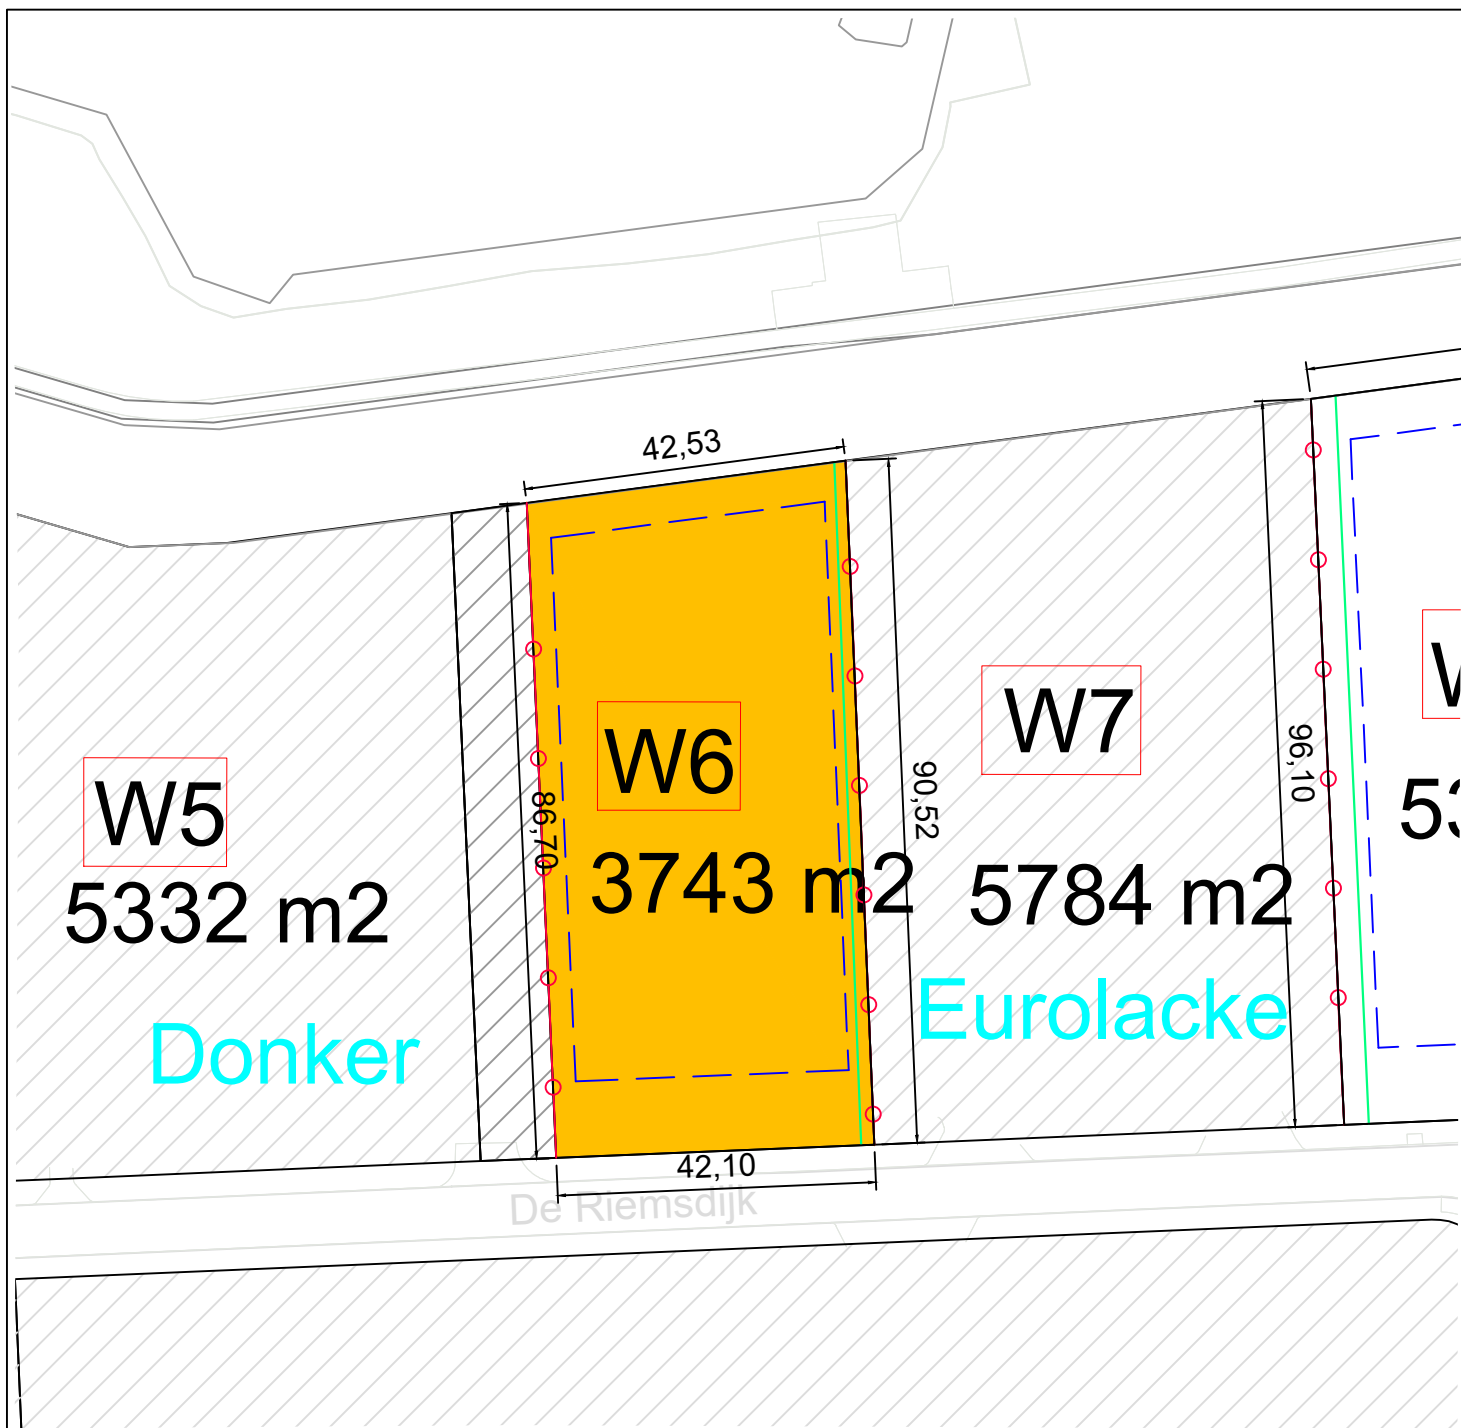 42,53
W5
5332 m2
Donker
86,70
W6
3743 m2
90,52
W7
5784 m2
Eurolacke
96,10
42,10
De Riemsdijk